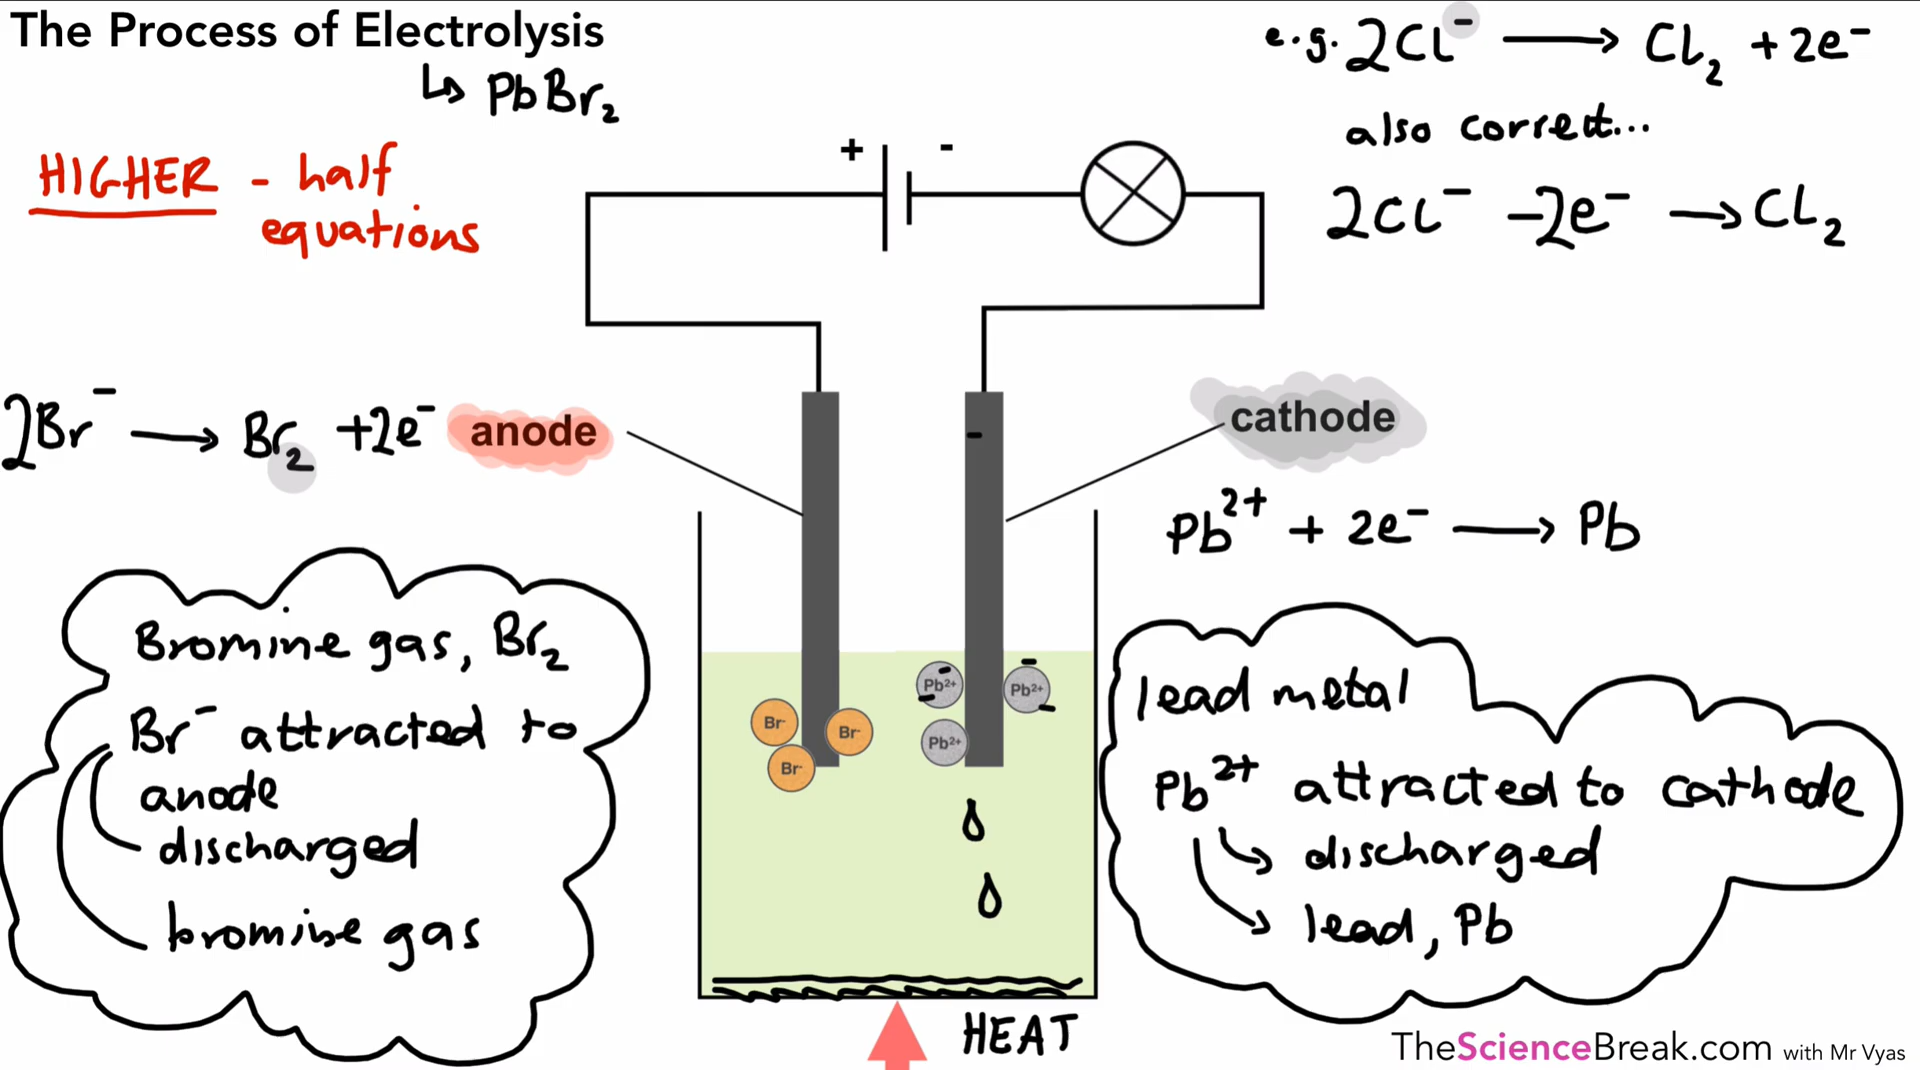 The Process of Electrolysis
↳ PbBr₂
HIGHER - half
equations
e.g. 2Cl⁻ ⟶ Cl₂ + 2e⁻
also correct...
2Cl⁻ -2e⁻ → Cl₂
+ -
2Br⁻ ⟶ Br₂ +2e⁻
anode
cathode
-
Pb²⁺ + 2e⁻ ⟶ Pb
Bromine gas, Br₂
Br⁻ attracted to
anode
discharged
bromine gas
Br⁻
Br⁻
Br⁻
Pb²⁺
Pb²⁺
Pb²⁺
lead metal
Pb²⁺ attracted to cathode
↳ discharged
↳ lead, Pb
HEAT
TheScienceBreak.com with Mr Vyas